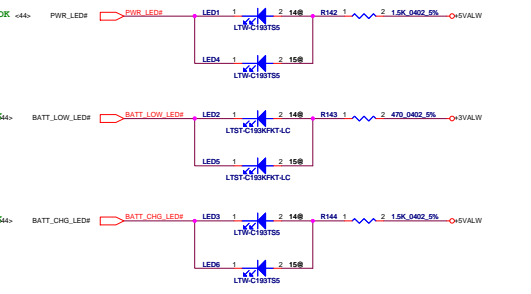 OK <<44> PWR_LED# PWR_LED# LED1 1 2 14@ R142 1 2 1.5K_0402_5% +5VALW
LTW-C193TS5
LED4 1 2 15@
LTW-C193TS5
44> BATT_LOW_LED# BATT_LOW_LED# LED2 1 2 14@ R143 1 2 470_0402_5% +3VALW
LTST-C193KFKT-LC
LED5 1 2 15@
LTST-C193KFKT-LC
44> BATT_CHG_LED# BATT_CHG_LED# LED3 1 2 14@ R144 1 2 1.5K_0402_5% +5VALW
LTW-C193TS5
LED6 1 2 15@
LTW-C193TS5